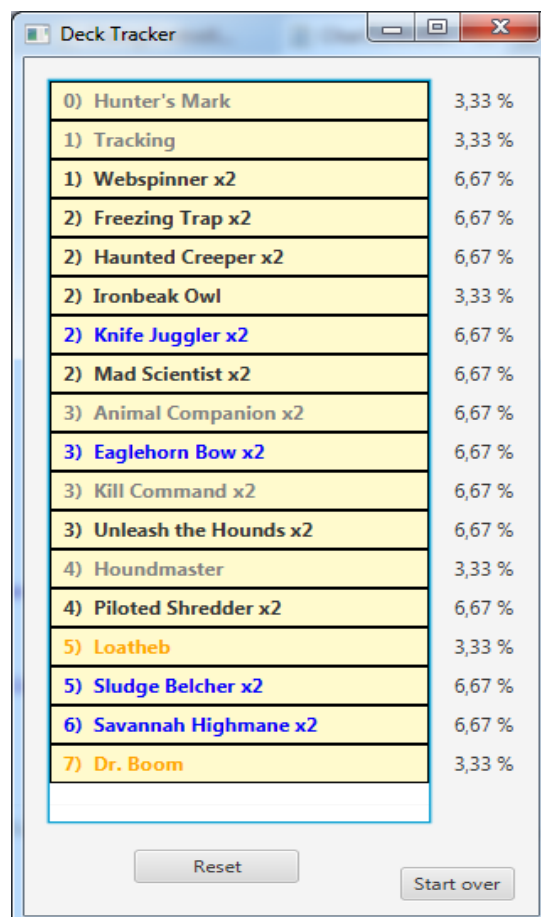 Deck Tracker
0) Hunter's Mark 3,33 %
1) Tracking 3,33 %
1) Webspinner x2 6,67 %
2) Freezing Trap x2 6,67 %
2) Haunted Creeper x2 6,67 %
2) Ironbeak Owl 3,33 %
2) Knife Juggler x2 6,67 %
2) Mad Scientist x2 6,67 %
3) Animal Companion x2 6,67 %
3) Eaglehorn Bow x2 6,67 %
3) Kill Command x2 6,67 %
3) Unleash the Hounds x2 6,67 %
4) Houndmaster 3,33 %
4) Piloted Shredder x2 6,67 %
5) Loatheb 3,33 %
5) Sludge Belcher x2 6,67 %
6) Savannah Highmane x2 6,67 %
7) Dr. Boom 3,33 %
Reset
Start over